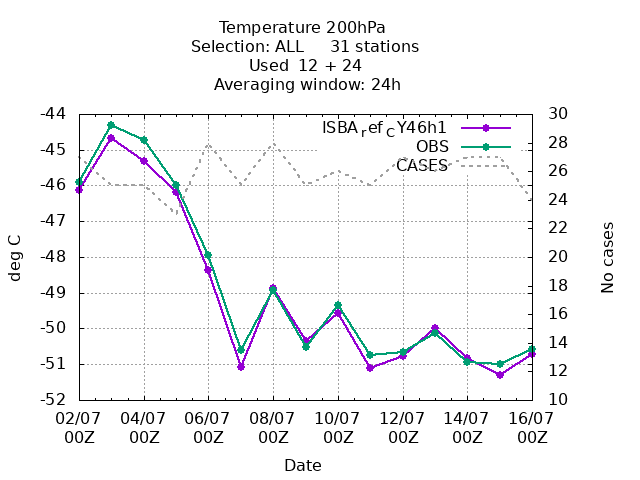 Temperature 200hPa
Selection: ALL 31 stations
Used 12 + 24
Averaging window: 24h
-44
-45
-46
-47
-48
-49
-50
-51
-52
deg C
30
28
26
24
22
20
18
16
14
12
10
No cases
ISBA_ref_CY46h1
OBS
CASES
02/07 04/07 06/07 08/07 10/07 12/07 14/07 16/07
00Z 00Z 00Z 00Z 00Z 00Z 00Z 00Z
Date